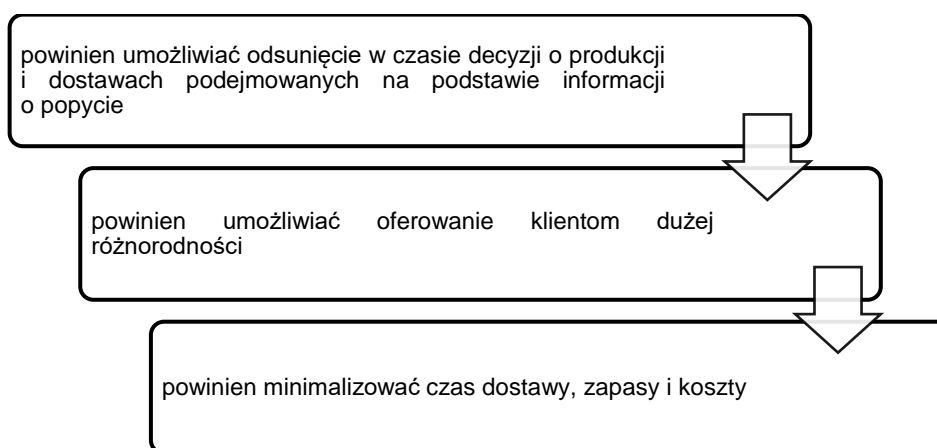 powinien umożliwiać odsunięcie w czasie decyzji o produkcji
i dostawach podejmowanych na podstawie informacji
o popycie
powinien umożliwiać oferowanie klientom dużej
różnorodności
powinien minimalizować czas dostawy, zapasy i koszty